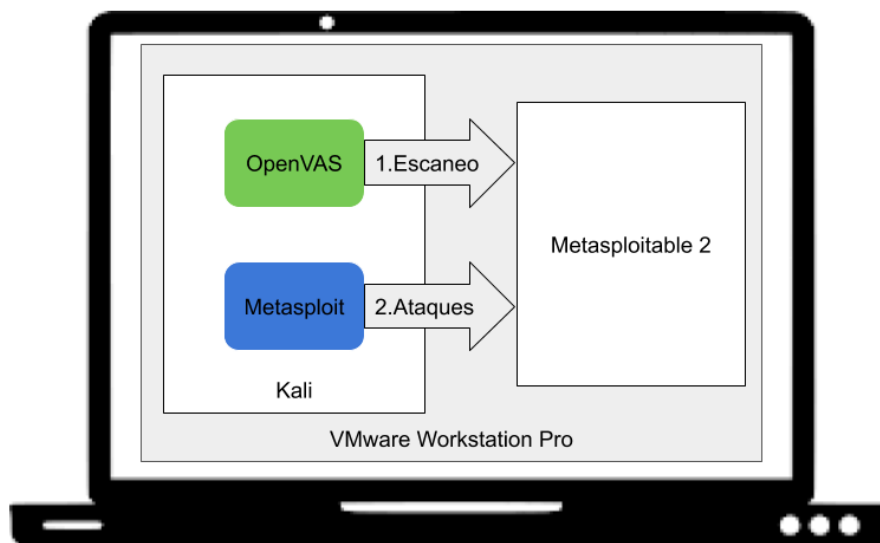 OpenVAS
1.Escaneo
Metasploitable 2
Metasploit
2.Ataques
Kali
VMware Workstation Pro